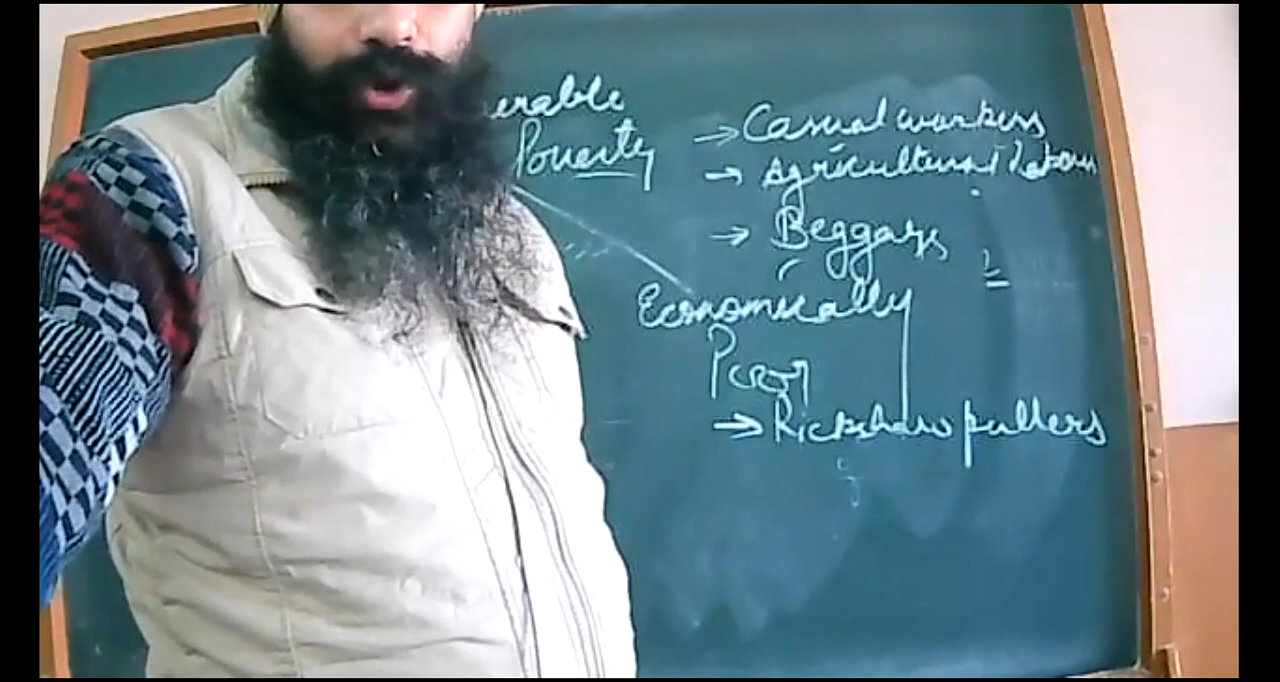 erable
Poverty
→ Casual workers
→ Agricultural labour
→ Beggars
Economically
Poor
→ Rickshaw pullers